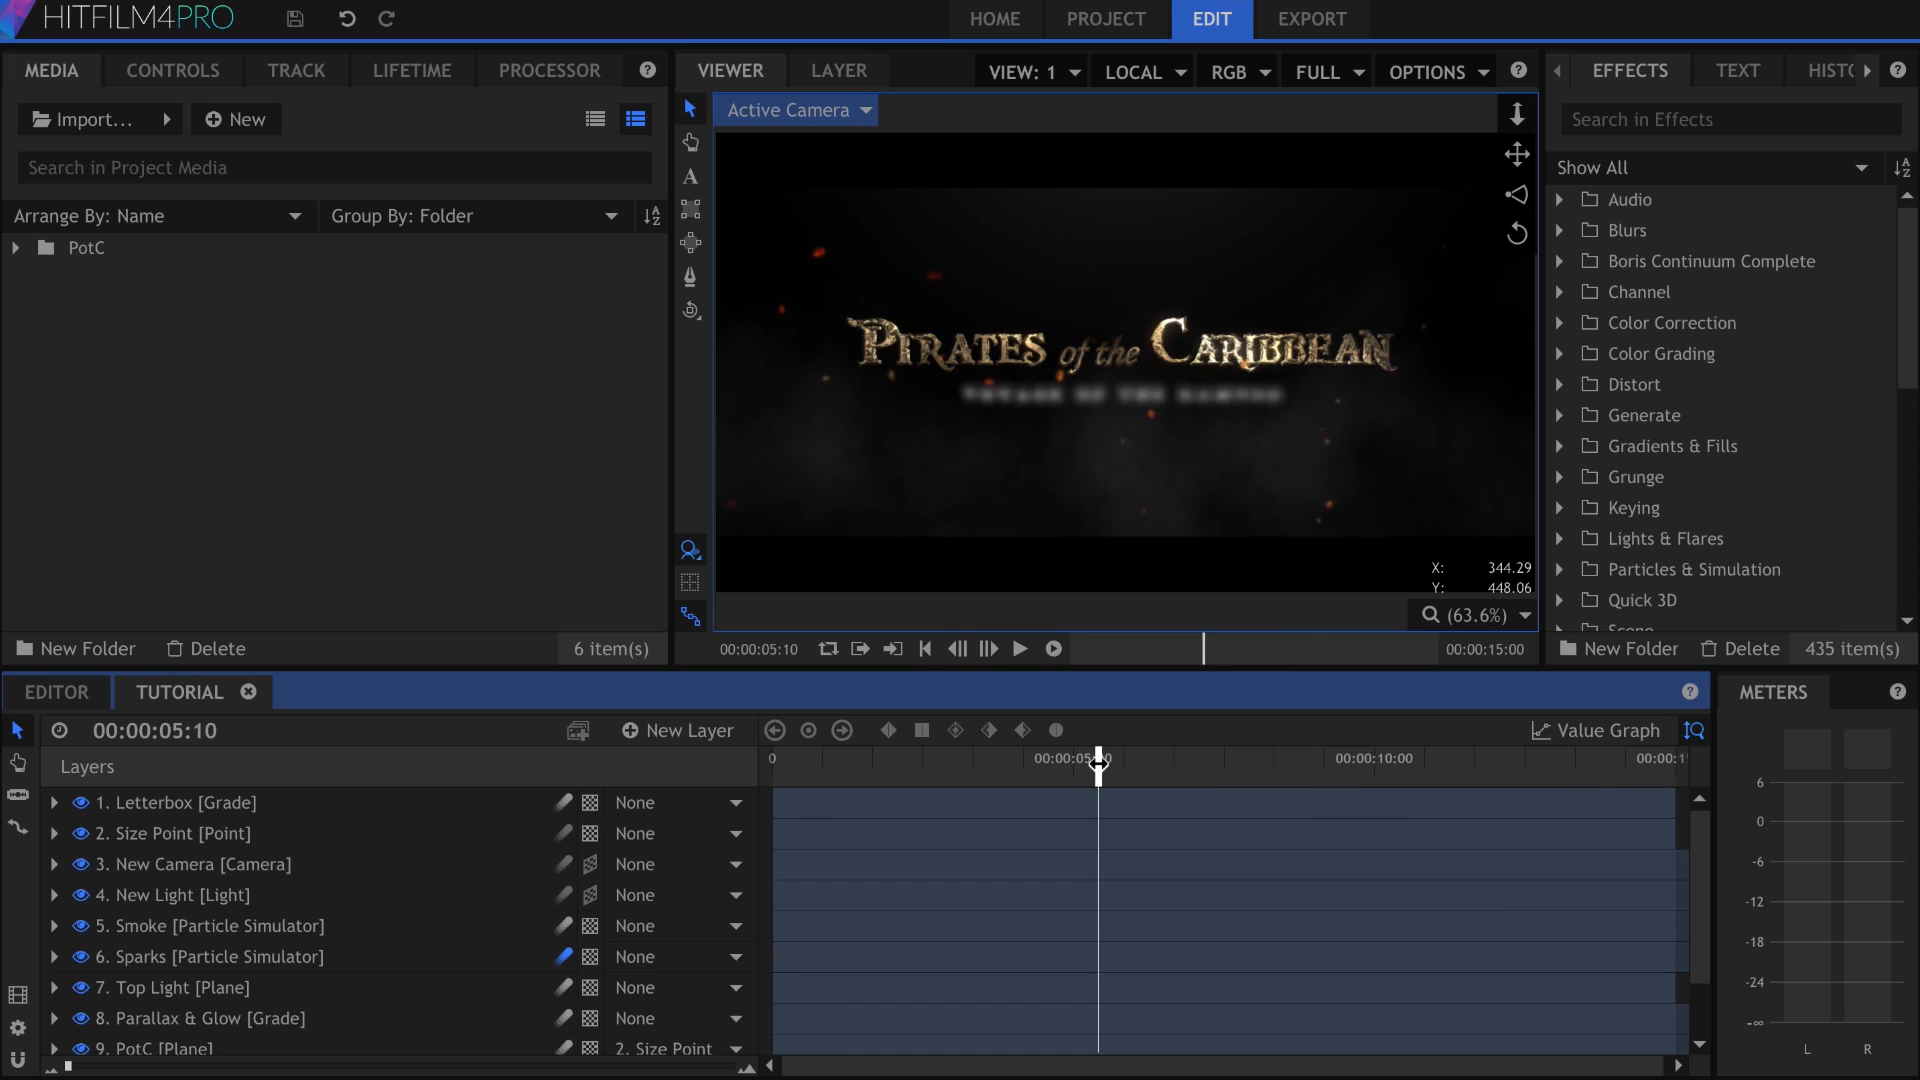 HITFILM4PRO
HOME PROJECT EDIT EXPORT
MEDIA CONTROLS TRACK LIFETIME PROCESSOR
VIEWER LAYER VIEW: 1 LOCAL RGB FULL OPTIONS
EFFECTS TEXT
Import... New
Active Camera
Search in Effects
Search in Project Media
Show All
Arrange By: Name Group By: Folder
PotC
Audio
Blurs
Boris Continuum Complete
Channel
Color Correction
Color Grading
Distort
Generate
Gradients & Fills
Grunge
Keying
Lights & Flares
Particles & Simulation
Quick 3D
PIRATES of the CARIBBEAN
X: 344.29
Y: 448.06
(63.6%)
New Folder Delete 6 item(s)
00:00:05:10 00:00:15:00
New Folder Delete 435 item(s)
EDITOR TUTORIAL
METERS
00:00:05:10 New Layer Value Graph
Layers
0 00:00:10:00
1. Letterbox [Grade] None
2. Size Point [Point] None
3. New Camera [Camera] None
4. New Light [Light] None
5. Smoke [Particle Simulator] None
6. Sparks [Particle Simulator] None
7. Top Light [Plane] None
8. Parallax & Glow [Grade] None
9. PotC [Plane] 2. Size Point
6
0
-6
-12
-18
-24
-∞
L R